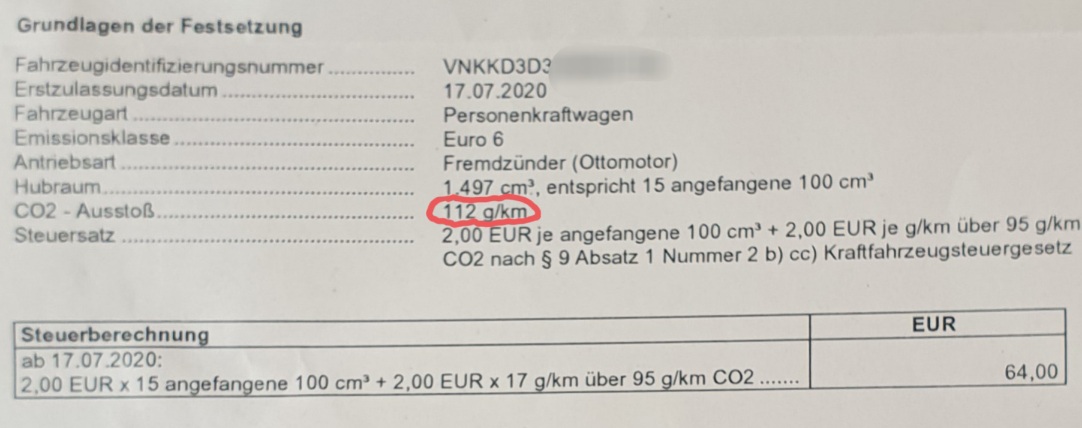 Grundlagen der Festsetzung
Fahrzeugidentifizierungsnummer ............... VNKKD3D3
Erstzulassungsdatum ................................. 17.07.2020
Fahrzeugart ................................................ Personenkraftwagen
Emissionsklasse ......................................... Euro 6
Antriebsart .................................................. Fremdzünder (Ottomotor)
Hubraum ..................................................... 1.497 cm³, entspricht 15 angefangene 100 cm³
CO2 - Ausstoß ............................................ 112 g/km
Steuersatz .................................................. 2,00 EUR je angefangene 100 cm³ + 2,00 EUR je g/km über 95 g/km
CO2 nach § 9 Absatz 1 Nummer 2 b) cc) Kraftfahrzeugsteuergesetz
Steuerberechnung EUR
ab 17.07.2020:
2,00 EUR x 15 angefangene 100 cm³ + 2,00 EUR x 17 g/km über 95 g/km CO2 ....... 64,00